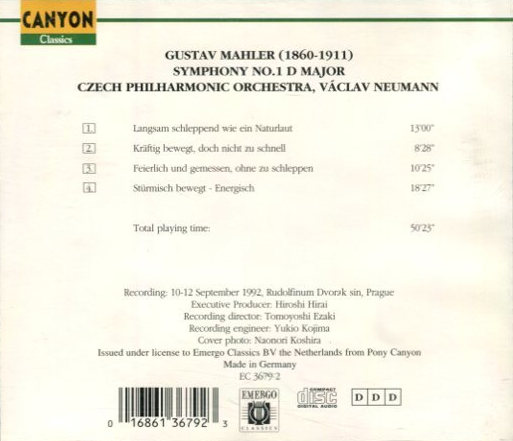 CANYON
Classics
GUSTAV MAHLER (1860-1911)
SYMPHONY NO.1 D MAJOR
CZECH PHILHARMONIC ORCHESTRA, VÁCLAV NEUMANN
1. Langsam schleppend wie ein Naturlaut 13'00"
2. Kräftig bewegt, doch nicht zu schnell 8'28"
3. Feierlich und gemessen, ohne zu schleppen 10'25"
4. Stürmisch bewegt - Energisch 18'27"
Total playing time: 50'23"
Recording: 10-12 September 1992, Rudolfinum Dvorak sin, Prague
Executive Producer: Hiroshi Hirai
Recording director: Tomoyoshi Ezaki
Recording engineer: Yukio Kojima
Cover photo: Naonori Koshira
Issued under license to Emergo Classics BV the Netherlands from Pony Canyon
Made in Germany
EC 3679-2
0 16861 36792 3
EMERGO
CLASSICS
COMPACT
disc
DIGITAL AUDIO
D D D